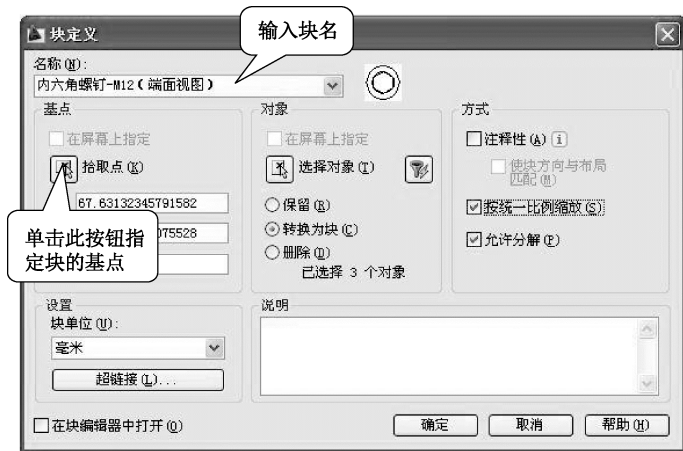 块定义
输入块名
名称(N):
内六角螺钉-M12(端面视图)
基点
在屏幕上指定
拾取点(K)
67.63132345791582
075528
单击此按钮指
定块的基点
对象
在屏幕上指定
选择对象(T)
保留(R)
转换为块(C)
删除(D)
已选择 3 个对象
方式
注释性(A)
使块方向与布局
匹配(M)
按统一比例缩放(S)
允许分解(P)
设置
块单位(U):
毫米
超链接(L)...
说明
在块编辑器中打开(O)
确定
取消
帮助(H)